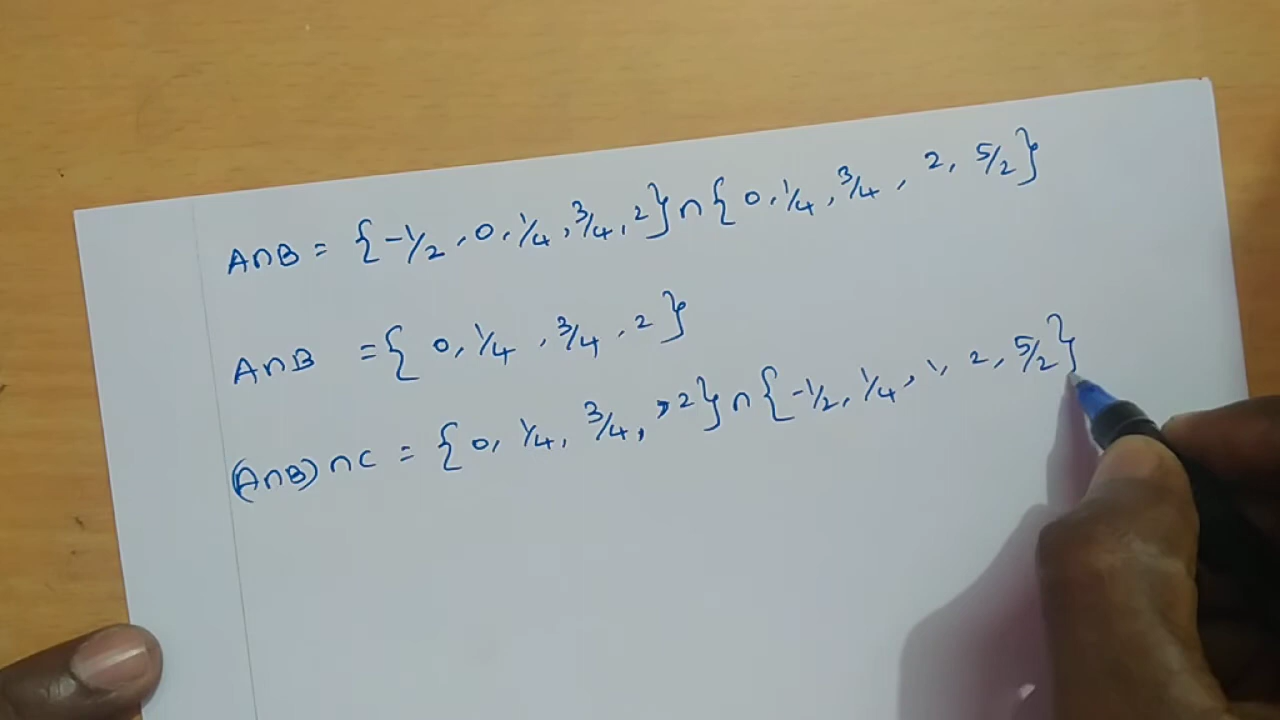 A∩B = {-1/2, 0, 1/4, 3/4, 2} ∩ {0, 1/4, 3/4, 2, 5/2}
A∩B = {0, 1/4, 3/4, 2}
(A∩B)∩C = {0, 1/4, 3/4, , 2} ∩ {-1/2, 1/4, 1, 2, 5/2}